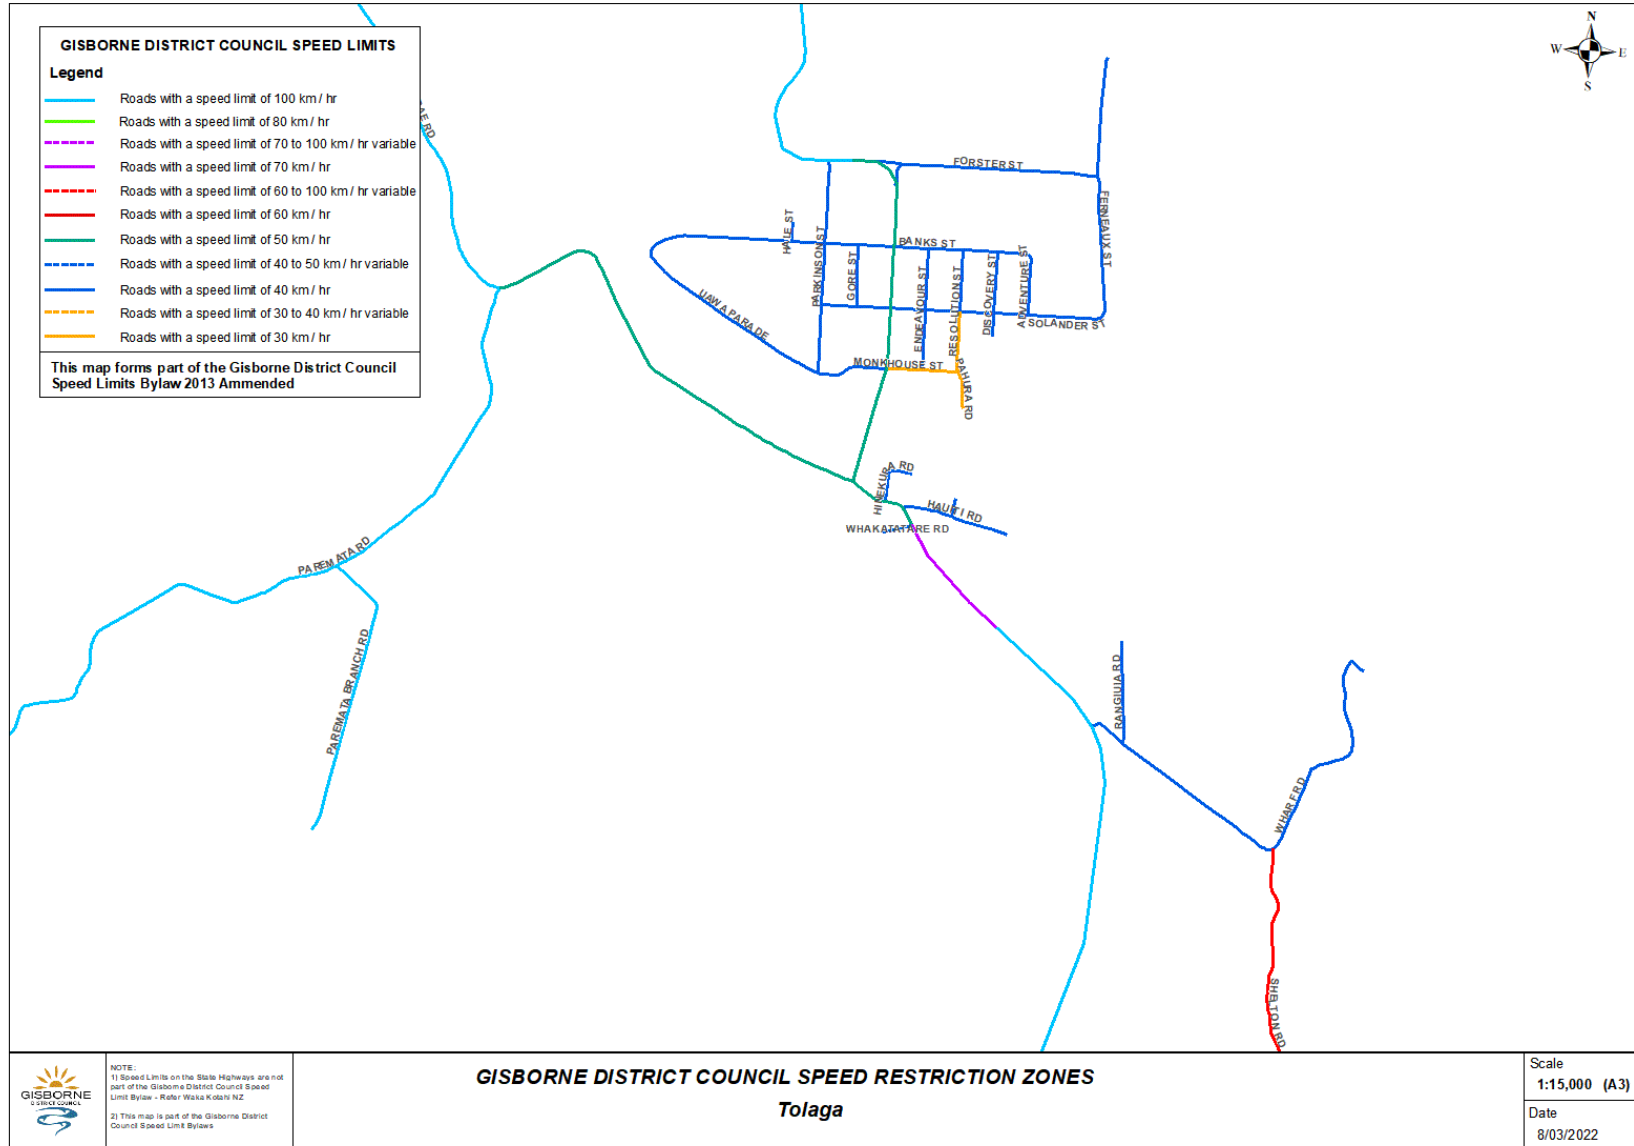 GISBORNE DISTRICT COUNCIL SPEED LIMITS
Legend
Roads with a speed limit of 100 km / hr
Roads with a speed limit of 80 km / hr
Roads with a speed limit of 70 to 100 km / hr variable
Roads with a speed limit of 70 km / hr
Roads with a speed limit of 60 to 100 km / hr variable
Roads with a speed limit of 60 km / hr
Roads with a speed limit of 50 km / hr
Roads with a speed limit of 40 to 50 km / hr variable
Roads with a speed limit of 40 km / hr
Roads with a speed limit of 30 to 40 km / hr variable
Roads with a speed limit of 30 km / hr
This map forms part of the Gisborne District Council
Speed Limits Bylaw 2013 Ammended
N
W
E
S
RD
FORSTER ST
FERNEAUX ST
HALE ST
PARKINSON ST
GORE ST
BANKS ST
ENDEAVOUR ST
RESOLUTION ST
DISCOVERY ST
ADVENTURE ST
SOLANDER ST
UAWA PARADE
MONKHOUSE ST
PAHURA RD
HINEKURA RD
HAUITI RD
WHAKATATARE RD
PAREMATA RD
PAREMATA BRANCH RD
RANGIUIA RD
WHARF RD
SHELTON RD
GISBORNE
DISTRICT COUNCIL
NOTE:
1) Speed Limits on the State Highways are not
part of the Gisborne District Council Speed
Limit Bylaw - Refer Waka Kotahi NZ
2) This map is part of the Gisborne District
Council Speed Limit Bylaws
GISBORNE DISTRICT COUNCIL SPEED RESTRICTION ZONES
Tolaga
Scale
1:15,000 (A3)
Date
8/03/2022